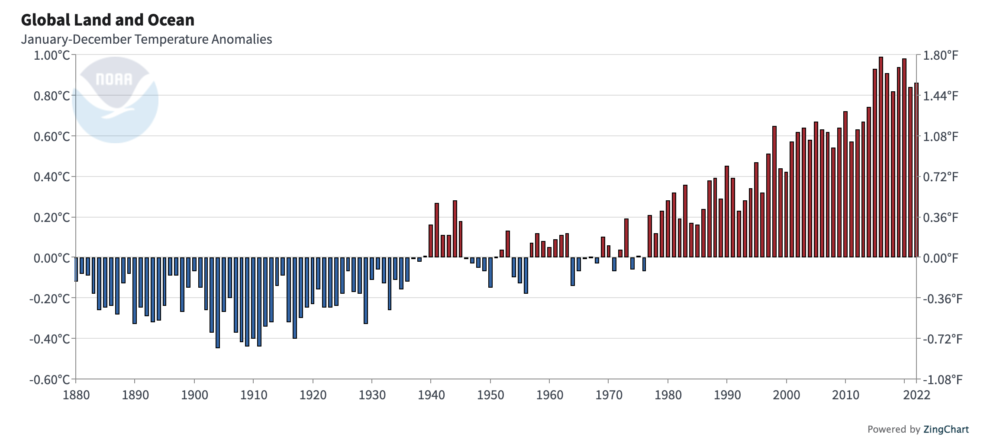 Global Land and Ocean
January-December Temperature Anomalies
1.00°C
1.80°F
NOAA
0.80°C
1.44°F
0.60°C
1.08°F
0.40°C
0.72°F
0.20°C
0.36°F
0.00°C
0.00°F
-0.20°C
-0.36°F
-0.40°C
-0.72°F
-0.60°C
-1.08°F
1880 1890 1900 1910 1920 1930 1940 1950 1960 1970 1980 1990 2000 2010 2022
Powered by ZingChart